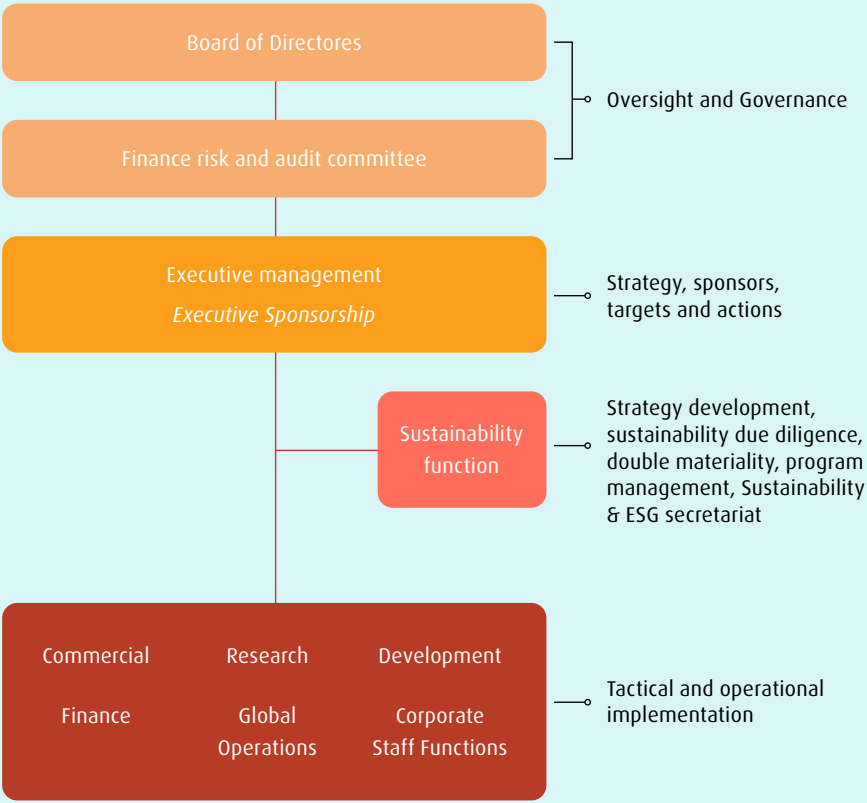 Board of Directores
Oversight and Governance
Finance risk and audit committee
Executive management
Executive Sponsorship
Strategy, sponsors,
targets and actions
Sustainability
function
Strategy development,
sustainability due diligence,
double materiality, program
management, Sustainability
& ESG secretariat
Commercial
Research
Development
Finance
Global
Operations
Corporate
Staff Functions
Tactical and operational
implementation